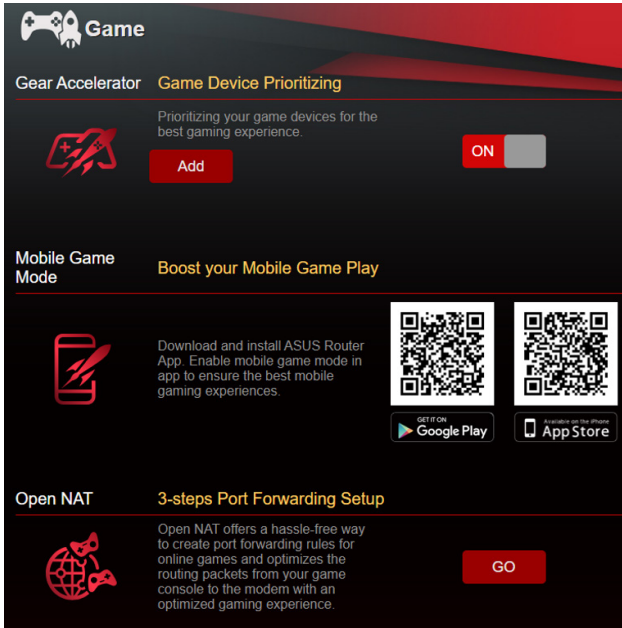 Game
Gear Accelerator
Game Device Prioritizing
Prioritizing your game devices for the
best gaming experience.
Add
ON
Mobile Game
Mode
Boost your Mobile Game Play
Download and install ASUS Router
App. Enable mobile game mode in
app to ensure the best mobile
gaming experiences.
GET IT ON
Google Play
Available on the iPhone
App Store
Open NAT
3-steps Port Forwarding Setup
Open NAT offers a hassle-free way
to create port forwarding rules for
online games and optimizes the
routing packets from your game
console to the modem with an
optimized gaming experience.
GO